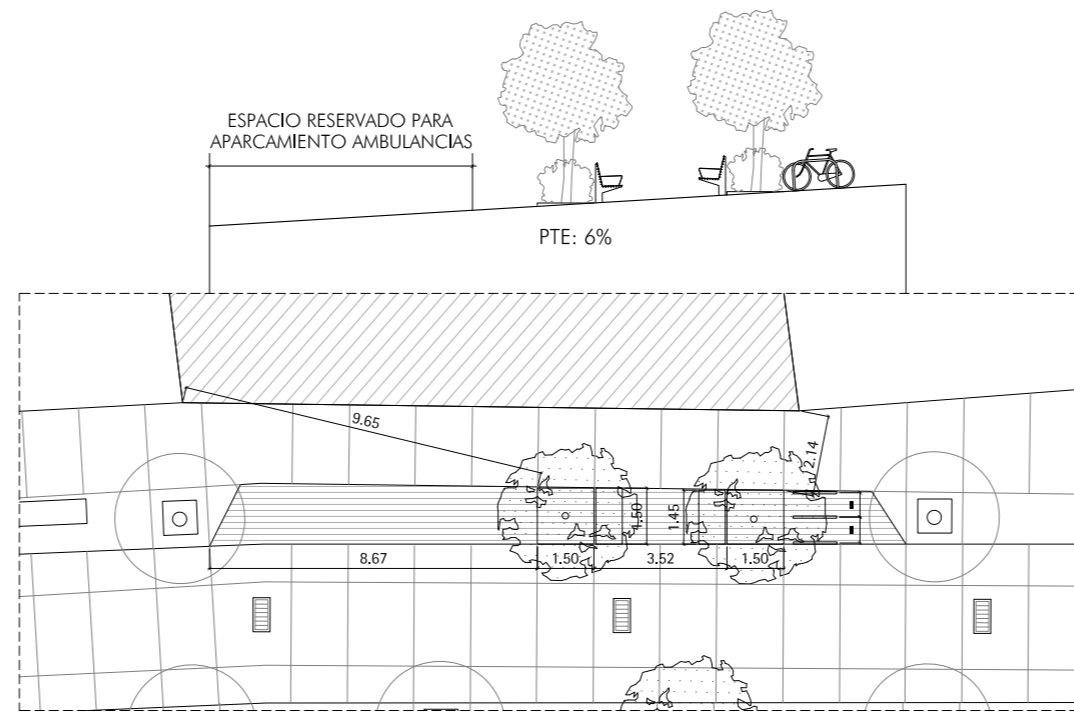 ESPACIO RESERVADO PARA
APARCAMIENTO AMBULANCIAS
PTE: 6%
9.65
2.14
1.50
1.45
8.67
1.50
3.52
1.50